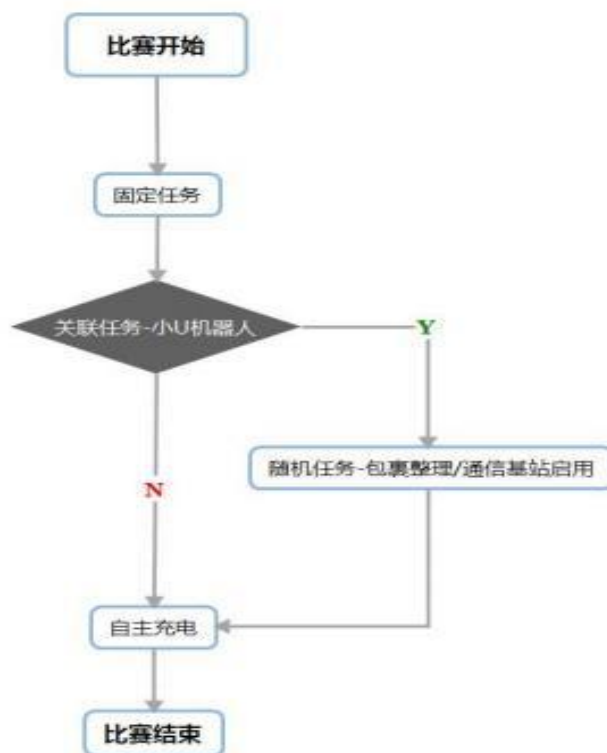 比赛开始
固定任务
关联任务-小U机器人
Y
随机任务-包裹整理/通信基站启用
N
自主充电
比赛结束